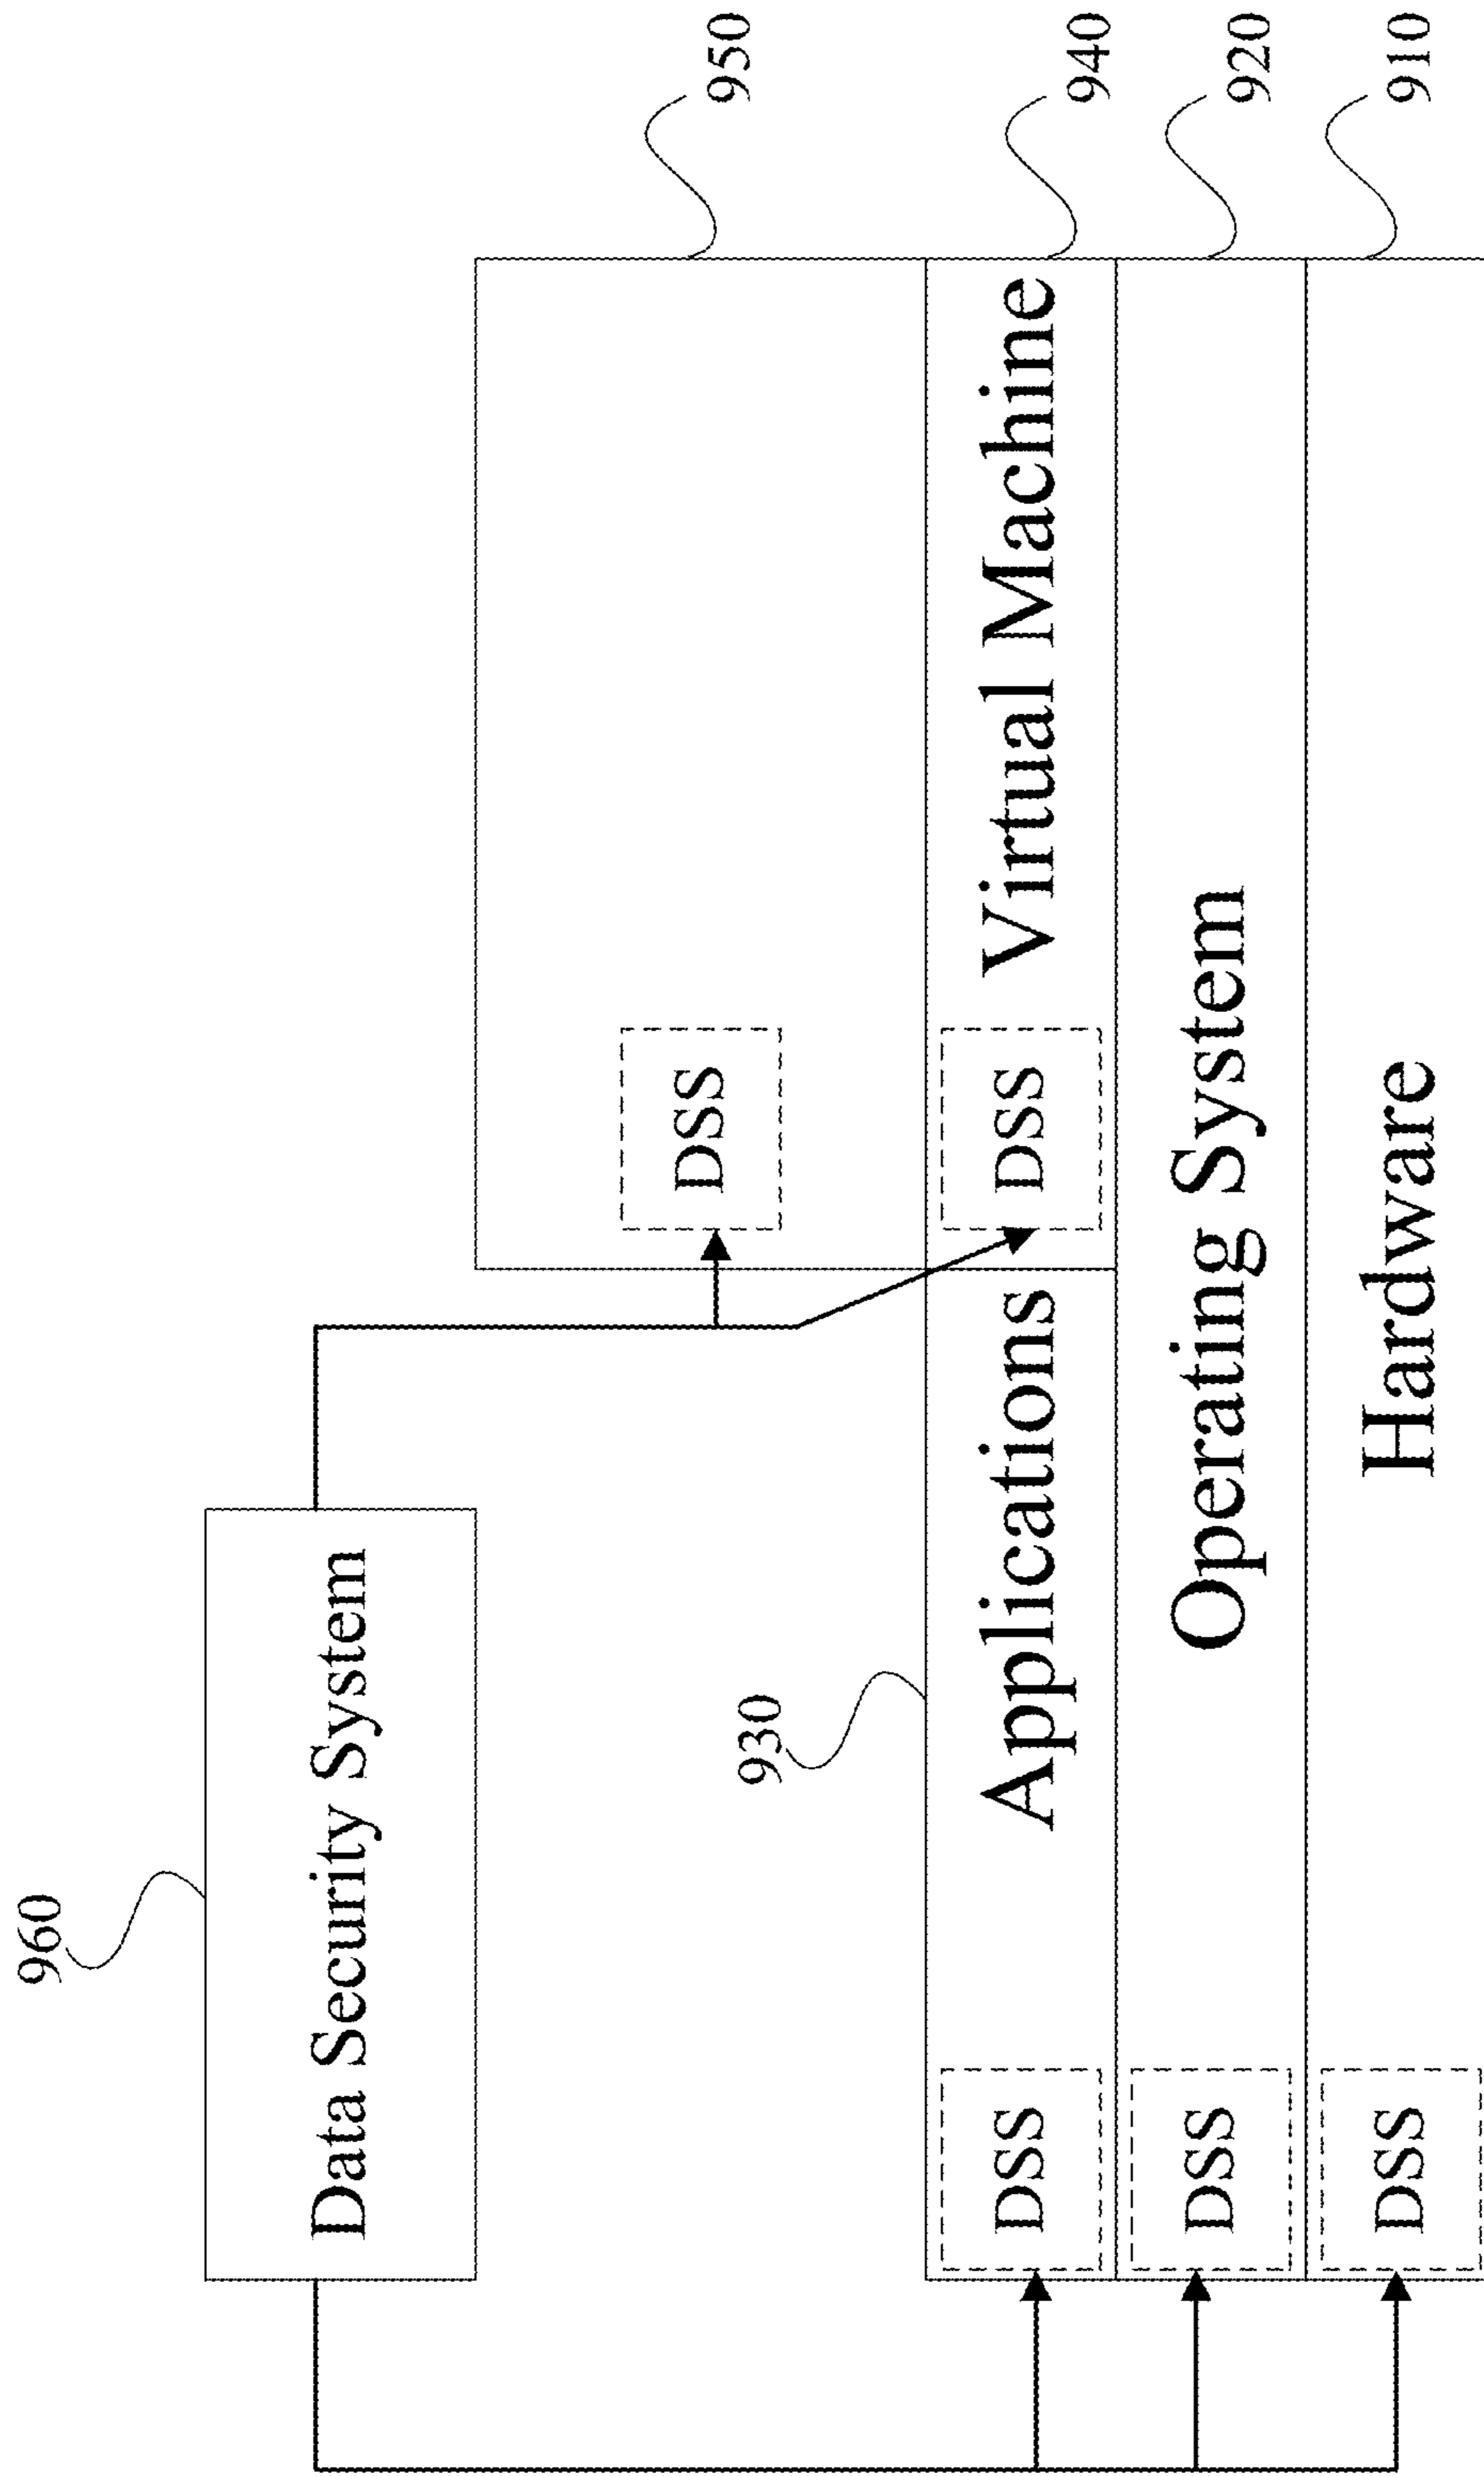 960
Data Security System
950
DSS
930
940
DSS
Applications
DSS
Virtual Machine
920
DSS
Operating System
910
DSS
Hardware